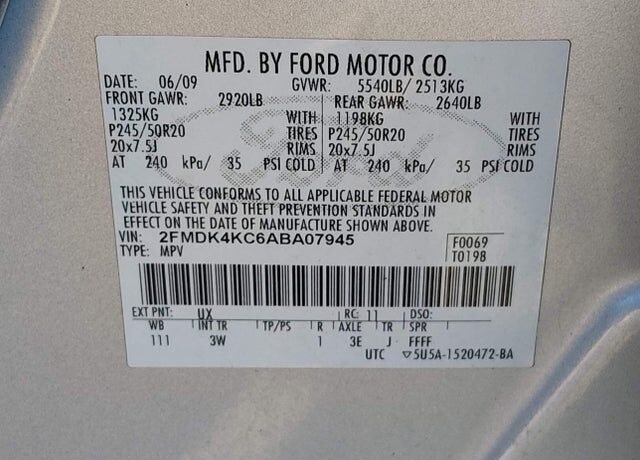 MFD. BY FORD MOTOR CO.
DATE: 06/09 GVWR: 5540LB/ 2513KG
FRONT GAWR: 2920LB REAR GAWR: 2640LB
1325KG WITH 1198KG WITH
P245/50R20 TIRES P245/50R20 TIRES
20x7.5J RIMS 20x7.5J RIMS
AT 240 kPa/ 35 PSI COLD AT 240 kPa/ 35 PSI COLD
THIS VEHICLE CONFORMS TO ALL APPLICABLE FEDERAL MOTOR
VEHICLE SAFETY AND THEFT PREVENTION STANDARDS IN
EFFECT ON THE DATE OF MANUFACTURE SHOWN ABOVE.
VIN: 2FMDK4KC6ABA07945 F0069
TYPE: MPV T0198
EXT PNT: UX RC: 11 DSO:
WB INT TR TP/PS R AXLE TR SPR
111 3W 1 3E J FFFF
UTC ▽5U5A-1520472-BA
Ford